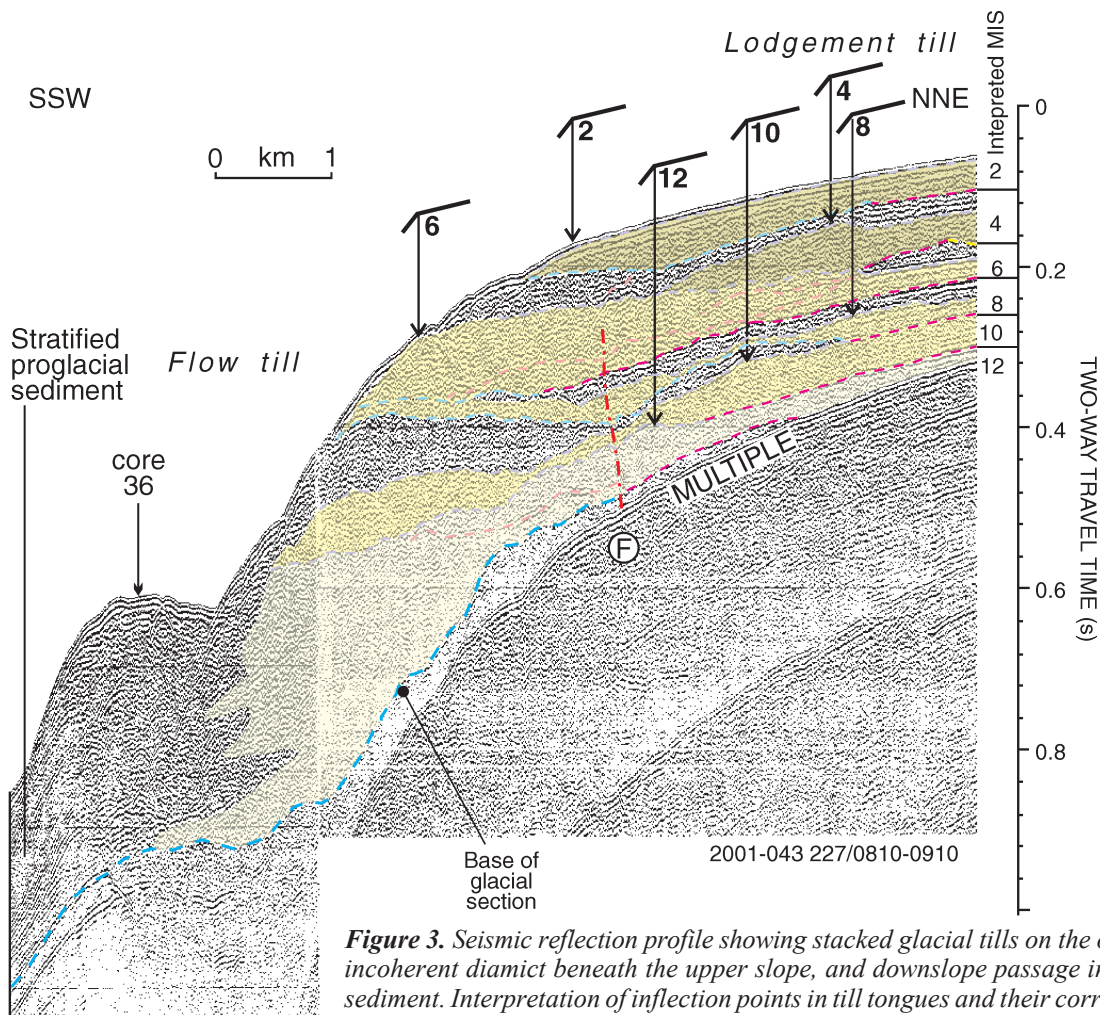 Lodgement till
Intepreted MIS
SSW
NNE
0 km 1
2
4
6
8
10
12
2
4
6
8
10
12
0
0.2
0.4
0.6
0.8
TWO-WAY TRAVEL TIME (s)
Stratified
proglacial
sediment
Flow till
core
36
MULTIPLE
F
Base of
glacial
section
2001-043 227/0810-0910
Figure 3. Seismic reflection profile showing stacked glacial tills on the
incoherent diamict beneath the upper slope, and downslope passage
sediment. Interpretation of inflection points in till tongues and their